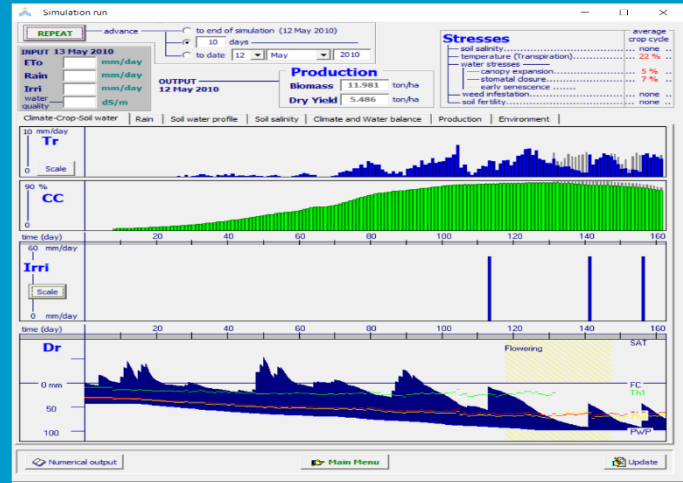 Simulation run
REPEAT
advance
to end of simulation (12 May 2010)
10 days
to date 12 May 2010
INPUT 13 May 2010
ETo mm/day
Rain mm/day
Irri mm/day
water quality dS/m
OUTPUT
12 May 2010
Production
Biomass 11.981 ton/ha
Dry Yield 5.486 ton/ha
Stresses
average
crop cycle
soil salinity none
temperature (Transpiration) 22 %
water stresses
canopy expansion 5 %
stomatal closure 7 %
early senescence
weed infestation none
soil fertility none
Climate-Crop-Soil water | Rain | Soil water profile | Soil salinity | Climate and Water balance | Production | Environment
10 mm/day
Tr
0
Scale
90 %
CC
0
time (day) 20 40 60 80 100 120 140 160
60 mm/day
Irri
Scale
0 mm/day
time (day) 20 40 60 80 100 120 140 160
Dr
Flowering
SAT
0 mm
FC
Th1
50
100
PWP
Numerical output
Main Menu
Update